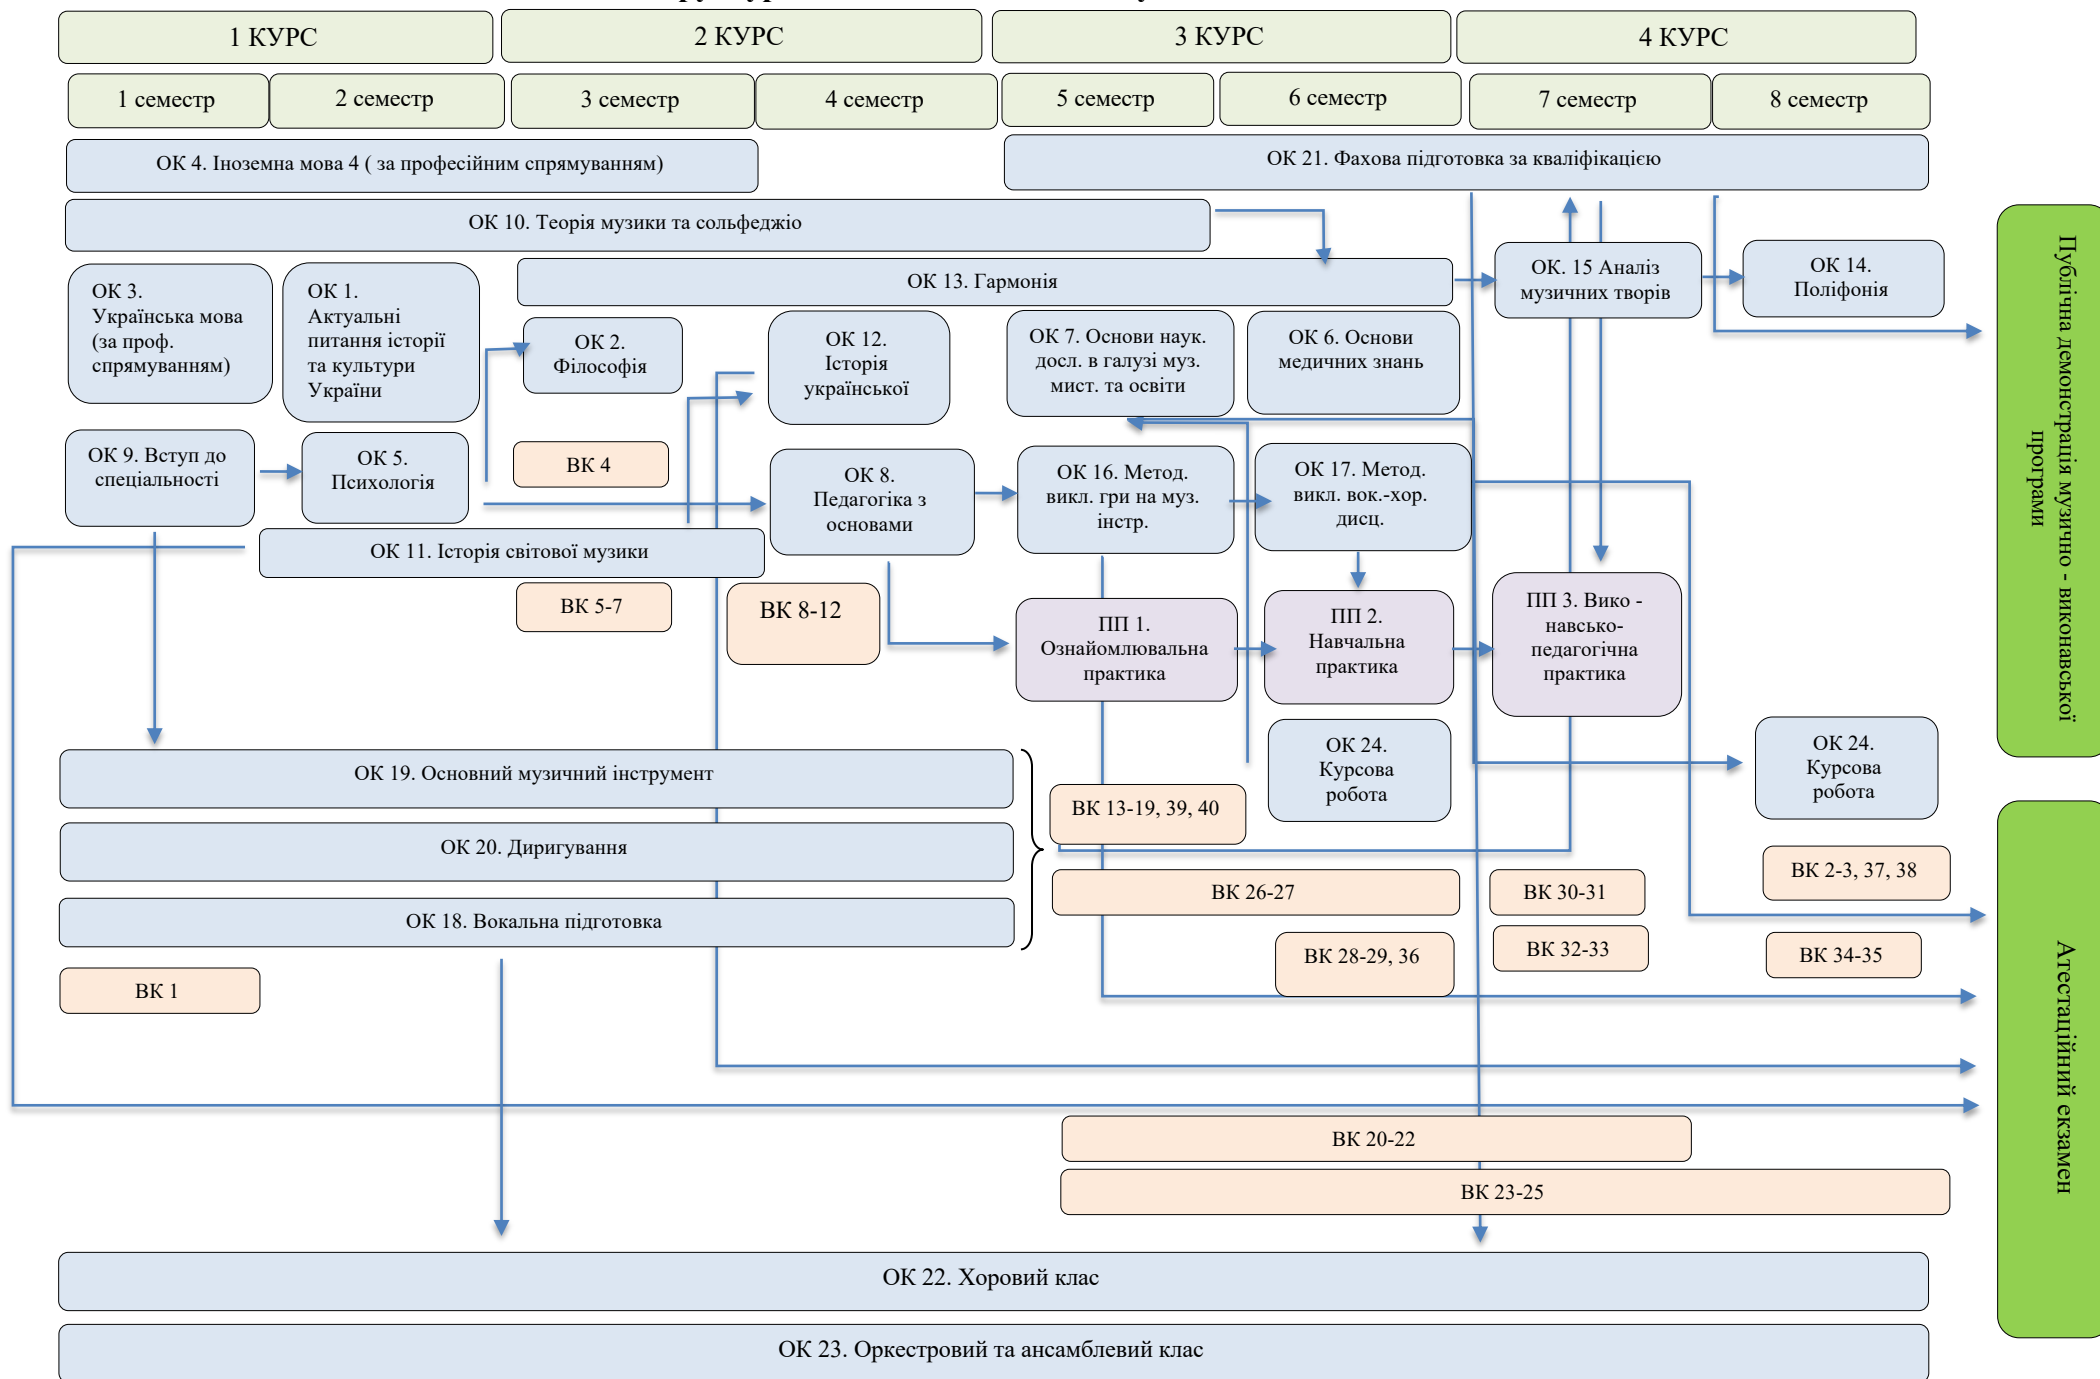 1 КУРС
2 КУРС
3 КУРС
4 КУРС
1 семестр
2 семестр
3 семестр
4 семестр
5 семестр
6 семестр
7 семестр
8 семестр
ОК 4. Іноземна мова 4 ( за професійним спрямуванням)
ОК 21. Фахова підготовка за кваліфікацією
ОК 10. Теорія музики та сольфеджіо
ОК 3.
Українська мова
(за проф.
спрямуванням)
ОК 1.
Актуальні
питання історії
та культури
України
ОК 13. Гармонія
ОК. 15 Аналіз
музичних творів
ОК 14.
Поліфонія
ОК 2.
Філософія
ОК 12.
Історія
української
ОК 7. Основи наук.
досл. в галузі муз.
мист. та освіти
ОК 6. Основи
медичних знань
ОК 9. Вступ до
спеціальності
ОК 5.
Психологія
ВК 4
ОК 8.
Педагогіка з
основами
ОК 16. Метод.
викл. гри на муз.
інстр.
ОК 17. Метод.
викл. вок.-хор.
дисц.
ОК 11. Історія світової музики
ВК 5-7
ВК 8-12
ПП 1.
Ознайомлювальна
практика
ПП 2.
Навчальна
практика
ПП 3. Вико -
навсько-
педагогічна
практика
Публічна демонстрація музично - виконавської
програми
ОК 19. Основний музичний інструмент
ОК 24.
Курсова
робота
ОК 24.
Курсова
робота
ВК 13-19, 39, 40
ОК 20. Диригування
ВК 26-27
ВК 30-31
ВК 2-3, 37, 38
ОК 18. Вокальна підготовка
ВК 28-29, 36
ВК 32-33
ВК 34-35
ВК 1
Атестаційний екзамен
ВК 20-22
ВК 23-25
ОК 22. Хоровий клас
ОК 23. Оркестровий та ансамблевий клас